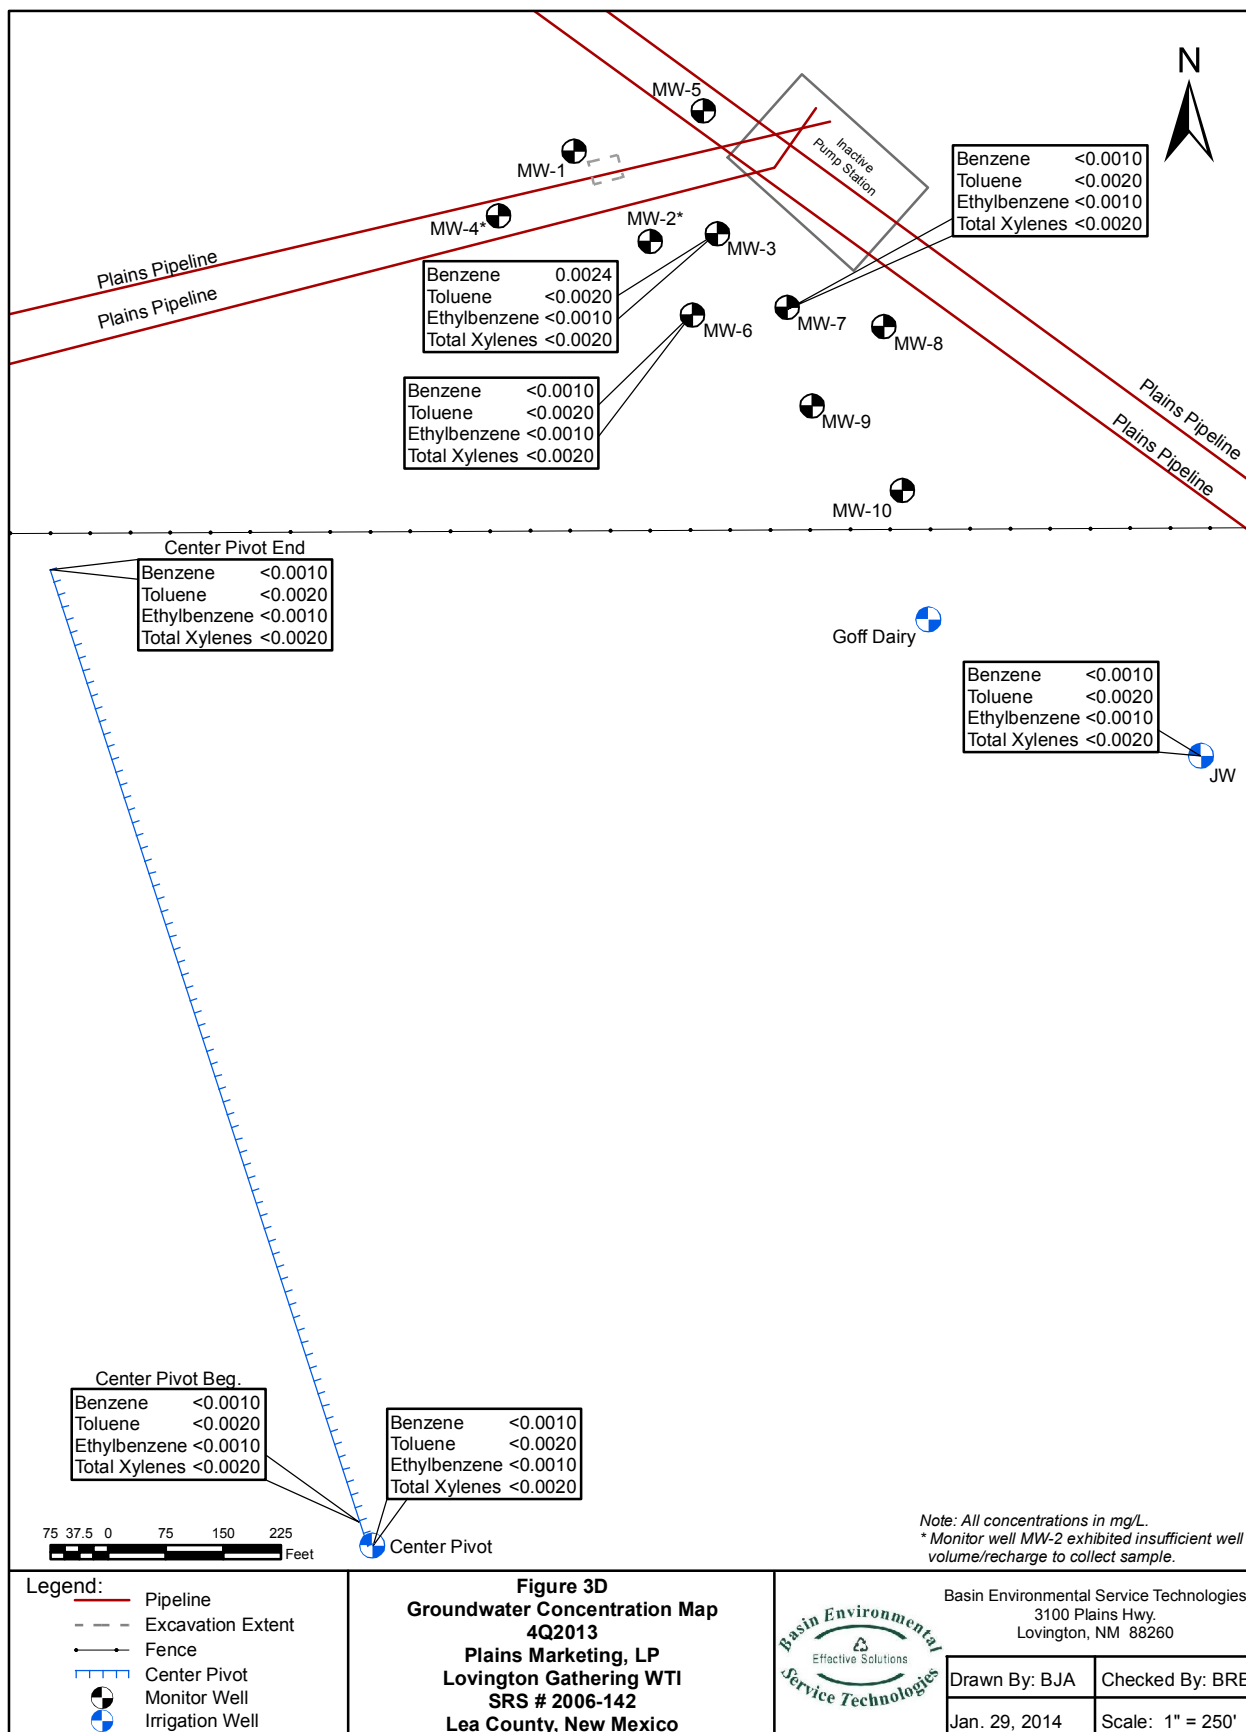 N
MW-5
MW-1
Inactive
Pump Station
Benzene <0.0010
Toluene <0.0020
Ethylbenzene <0.0010
Total Xylenes <0.0020
MW-4*
MW-2*
MW-3
Plains Pipeline
Plains Pipeline
Benzene 0.0024
Toluene <0.0020
Ethylbenzene <0.0010
Total Xylenes <0.0020
MW-6
MW-7
MW-8
Benzene <0.0010
Toluene <0.0020
Ethylbenzene <0.0010
Total Xylenes <0.0020
MW-9
Plains Pipeline
Plains Pipeline
MW-10
Center Pivot End
Benzene <0.0010
Toluene <0.0020
Ethylbenzene <0.0010
Total Xylenes <0.0020
Goff Dairy
Benzene <0.0010
Toluene <0.0020
Ethylbenzene <0.0010
Total Xylenes <0.0020
JW
Center Pivot Beg.
Benzene <0.0010
Toluene <0.0020
Ethylbenzene <0.0010
Total Xylenes <0.0020
Benzene <0.0010
Toluene <0.0020
Ethylbenzene <0.0010
Total Xylenes <0.0020
Center Pivot
75 37.5 0 75 150 225
Feet
Note: All concentrations in mg/L.
* Monitor well MW-2 exhibited insufficient well
volume/recharge to collect sample.
Legend:
Pipeline
Excavation Extent
Fence
Center Pivot
Monitor Well
Irrigation Well
Figure 3D
Groundwater Concentration Map
4Q2013
Plains Marketing, LP
Lovington Gathering WTI
SRS # 2006-142
Lea County, New Mexico
Basin Environmental
Effective Solutions
Service Technologies
Basin Environmental Service Technologies
3100 Plains Hwy.
Lovington, NM 88260
Drawn By: BJA
Checked By: BRB
Jan. 29, 2014
Scale: 1" = 250'